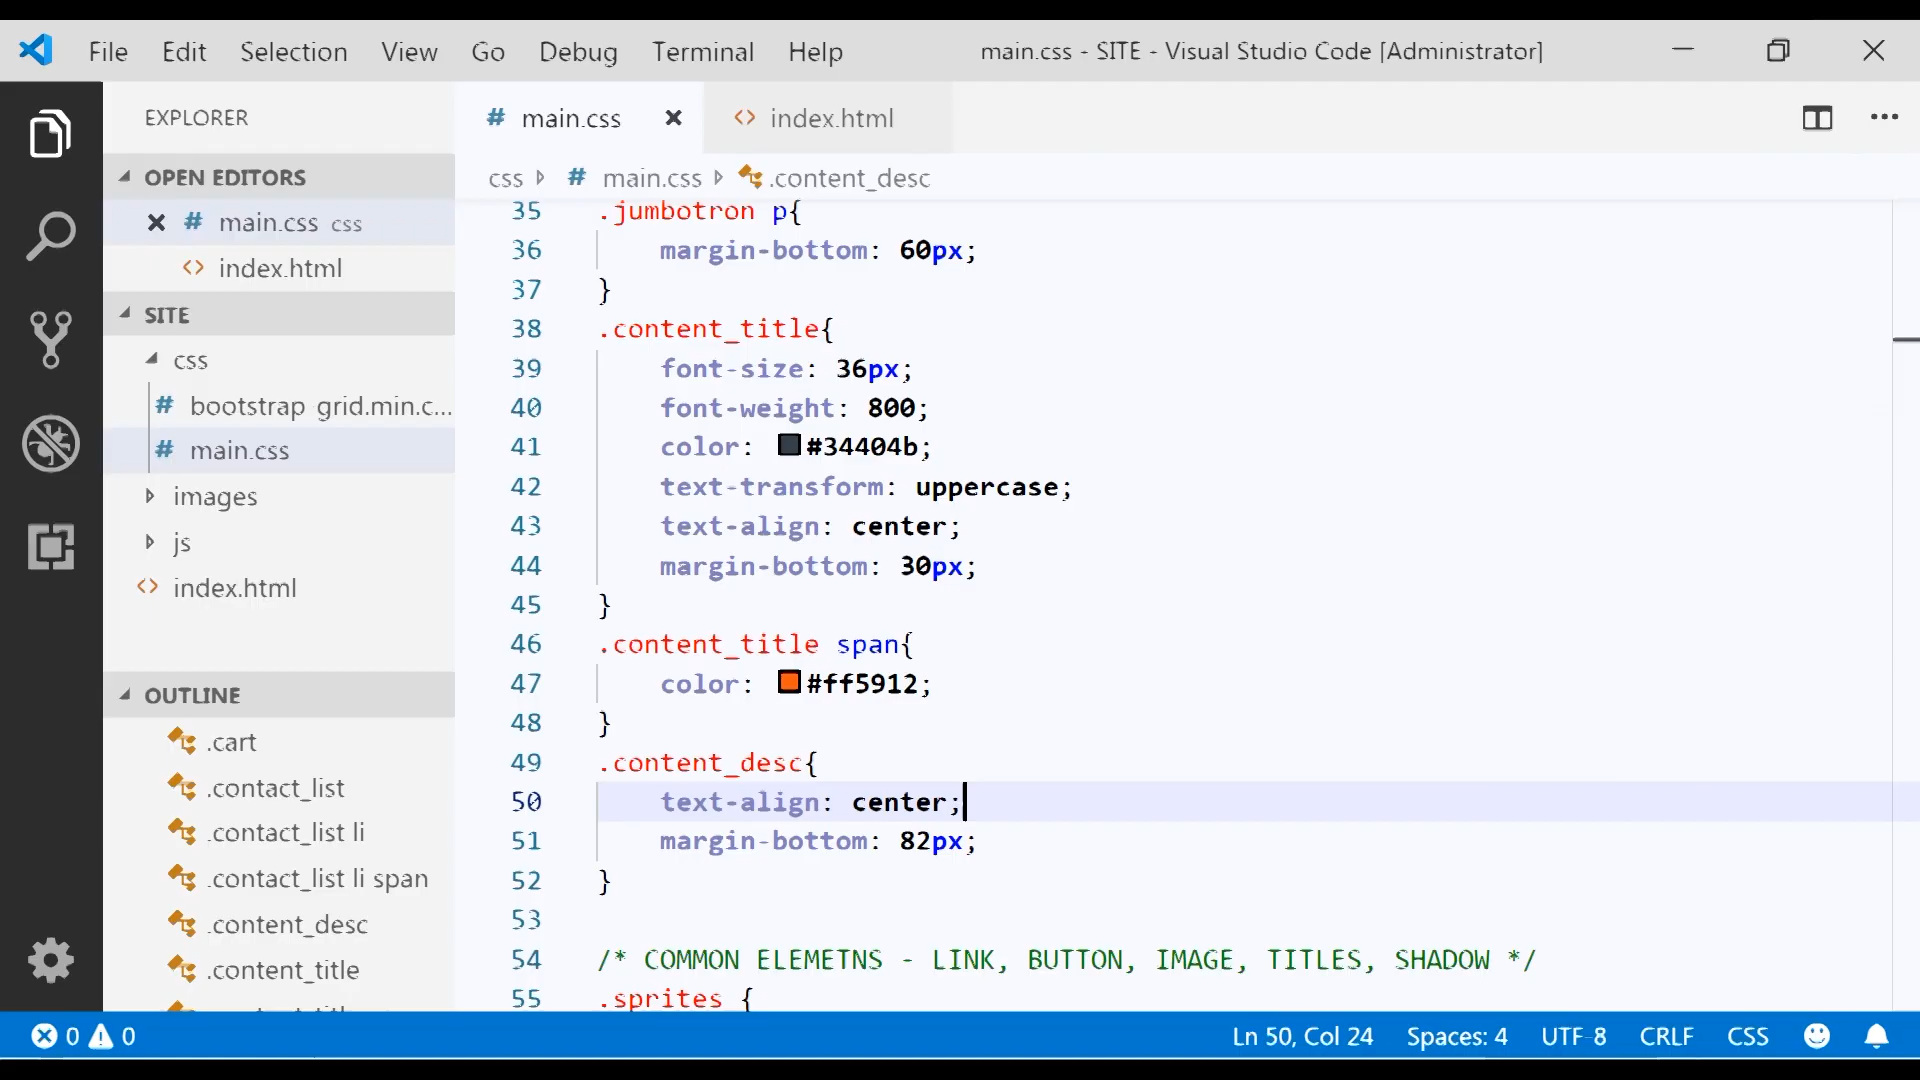 File Edit Selection View Go Debug Terminal Help main.css - SITE - Visual Studio Code [Administrator]
EXPLORER
OPEN EDITORS
main.css css
index.html
SITE
css
bootstrap grid.min.c...
main.css
images
js
index.html
OUTLINE
.cart
.contact_list
.contact_list li
.contact_list li span
.content_desc
.content_title
# main.css
<> index.html
css # main.css .content_desc
35 .jumbotron p{
36 margin-bottom: 60px;
37 }
38 .content_title{
39 font-size: 36px;
40 font-weight: 800;
41 color: #34404b;
42 text-transform: uppercase;
43 text-align: center;
44 margin-bottom: 30px;
45 }
46 .content_title span{
47 color: #ff5912;
48 }
49 .content_desc{
50 text-align: center;
51 margin-bottom: 82px;
52 }
53
54 /* COMMON ELEMETNS - LINK, BUTTON, IMAGE, TITLES, SHADOW */
55 .sprites {
0 0 Ln 50, Col 24 Spaces: 4 UTF-8 CRLF CSS